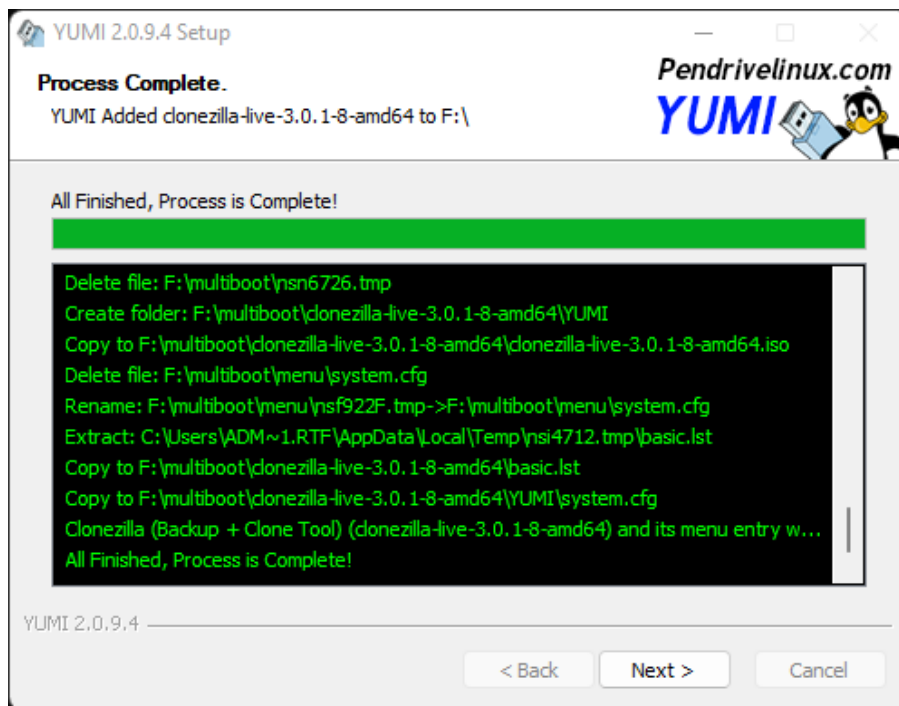 YUMI 2.0.9.4 Setup
Process Complete.
YUMI Added clonezilla-live-3.0.1-8-amd64 to F:\
Pendrivelinux.com
YUMI
All Finished, Process is Complete!
Delete file: F:\multiboot\nsn6726.tmp
Create folder: F:\multiboot\clonezilla-live-3.0.1-8-amd64\YUMI
Copy to F:\multiboot\clonezilla-live-3.0.1-8-amd64\clonezilla-live-3.0.1-8-amd64.iso
Delete file: F:\multiboot\menu\system.cfg
Rename: F:\multiboot\menu\nsf922F.tmp->F:\multiboot\menu\system.cfg
Extract: C:\Users\ADM~1.RTF\AppData\Local\Temp\nsi4712.tmp\basic.lst
Copy to F:\multiboot\clonezilla-live-3.0.1-8-amd64\basic.lst
Copy to F:\multiboot\clonezilla-live-3.0.1-8-amd64\YUMI\system.cfg
Clonezilla (Backup + Clone Tool) (clonezilla-live-3.0.1-8-amd64) and its menu entry w...
All Finished, Process is Complete!
YUMI 2.0.9.4
< Back
Next >
Cancel